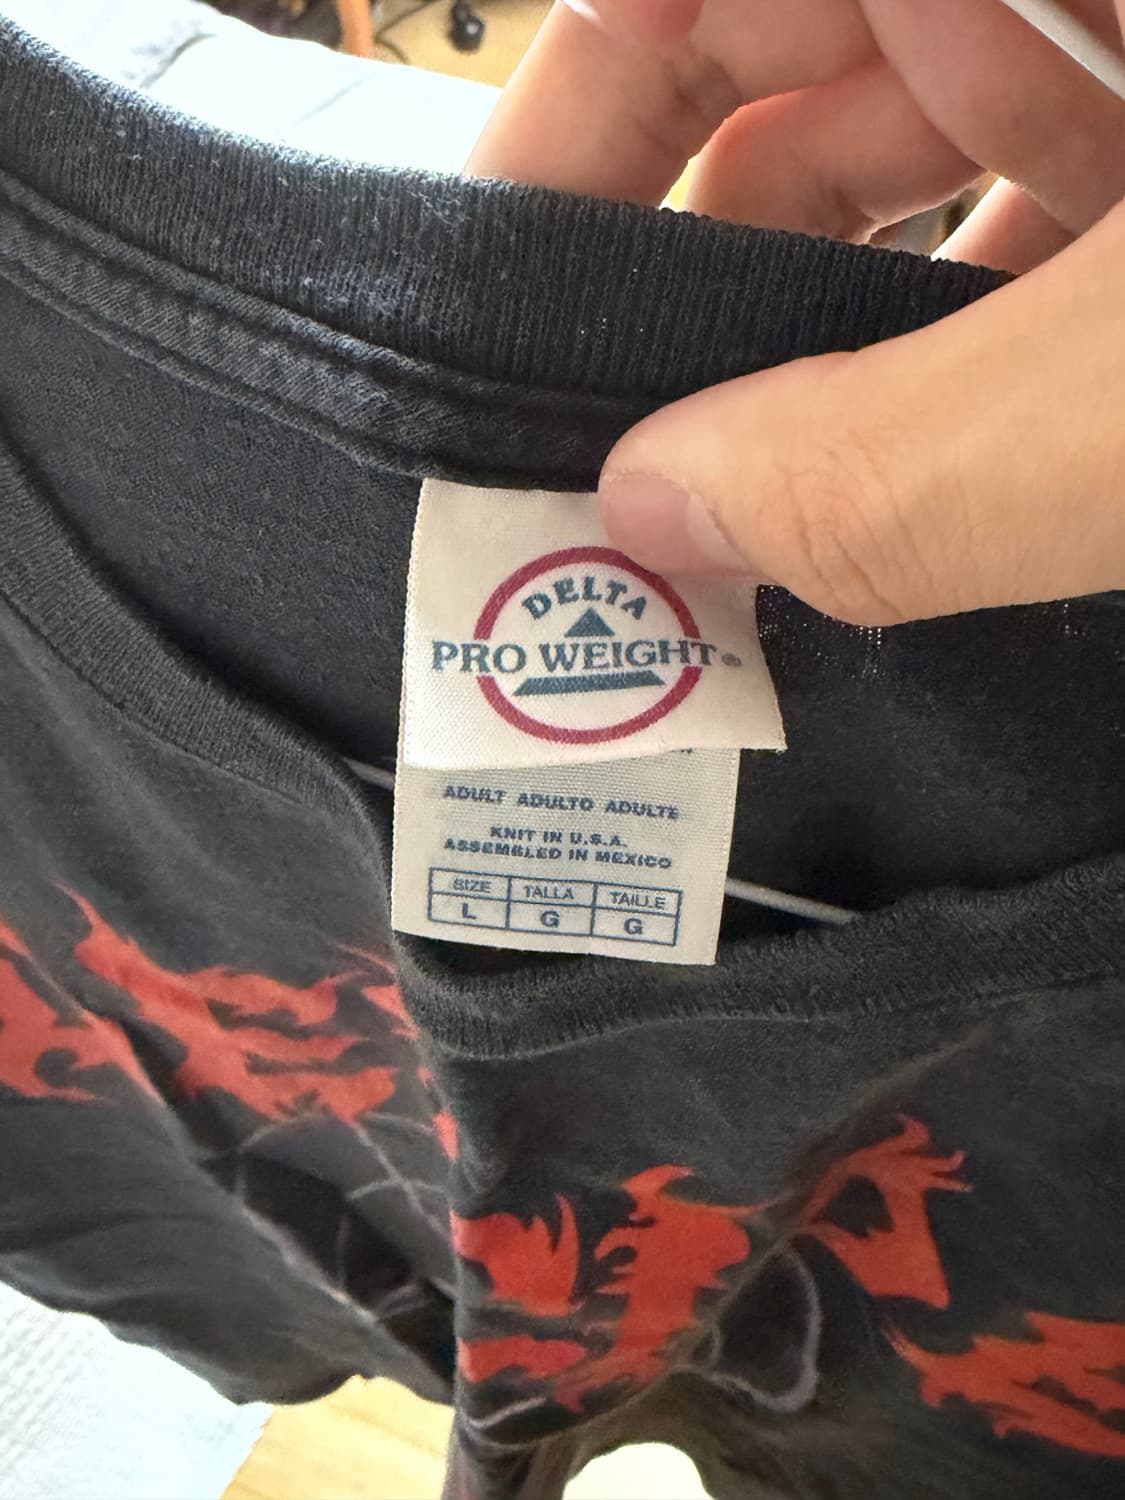 DELTA
PRO WEIGHT®
ADULT ADULTO ADULTE
KNIT IN U.S.A.
ASSEMBLED IN MEXICO
SIZE TALLA TAILLE
L G G